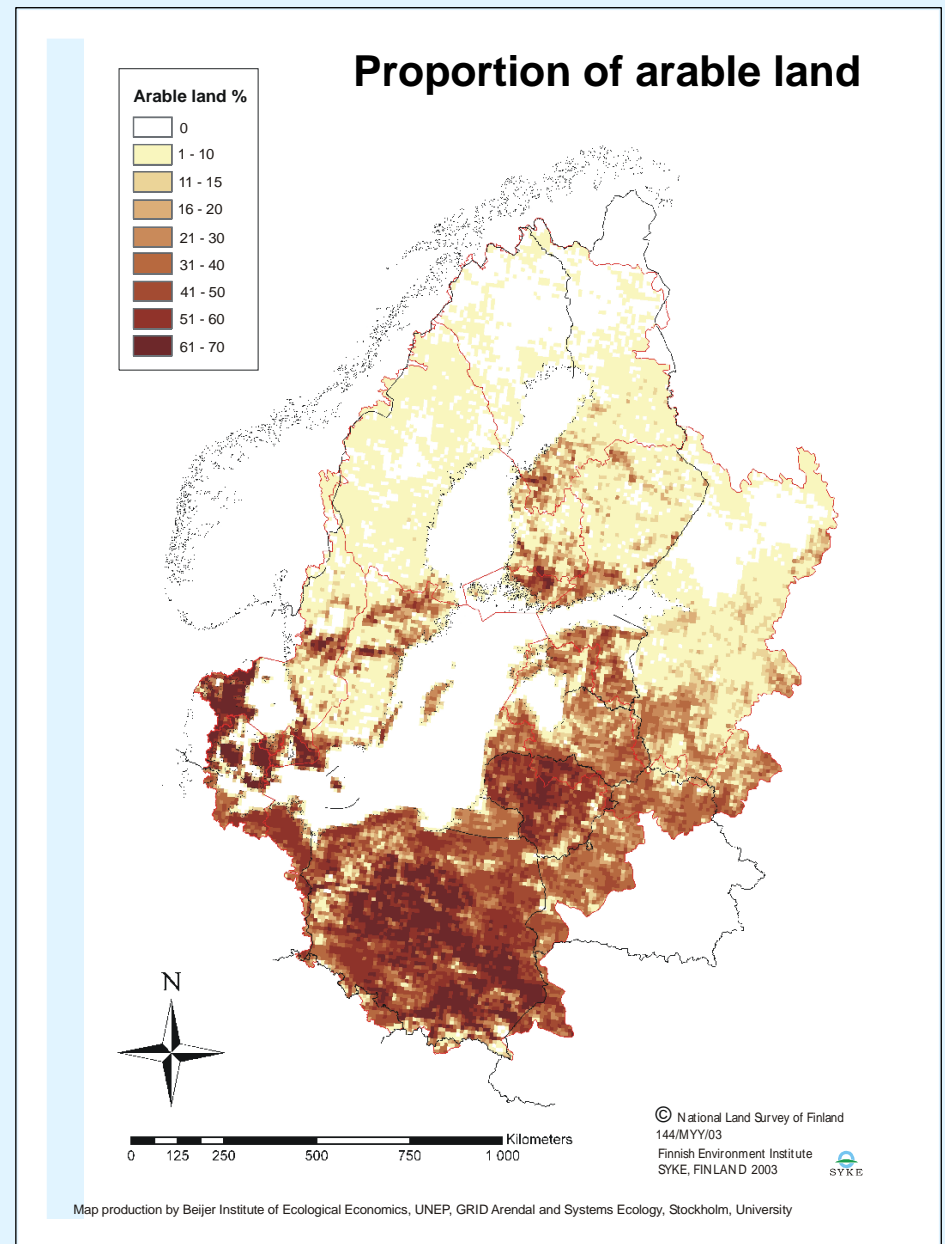 Proportion of arable land
Arable land %
0
1 - 10
11 - 15
16 - 20
21 - 30
31 - 40
41 - 50
51 - 60
61 - 70
N
Kilometers
0 125 250 500 750 1 000
© National Land Survey of Finland
144/MYY/03
Finnish Environment Institute
SYKE, FINLAND 2003
SYKE
Map production by Beijer Institute of Ecological Economics, UNEP, GRID Arendal and Systems Ecology, Stockholm, University